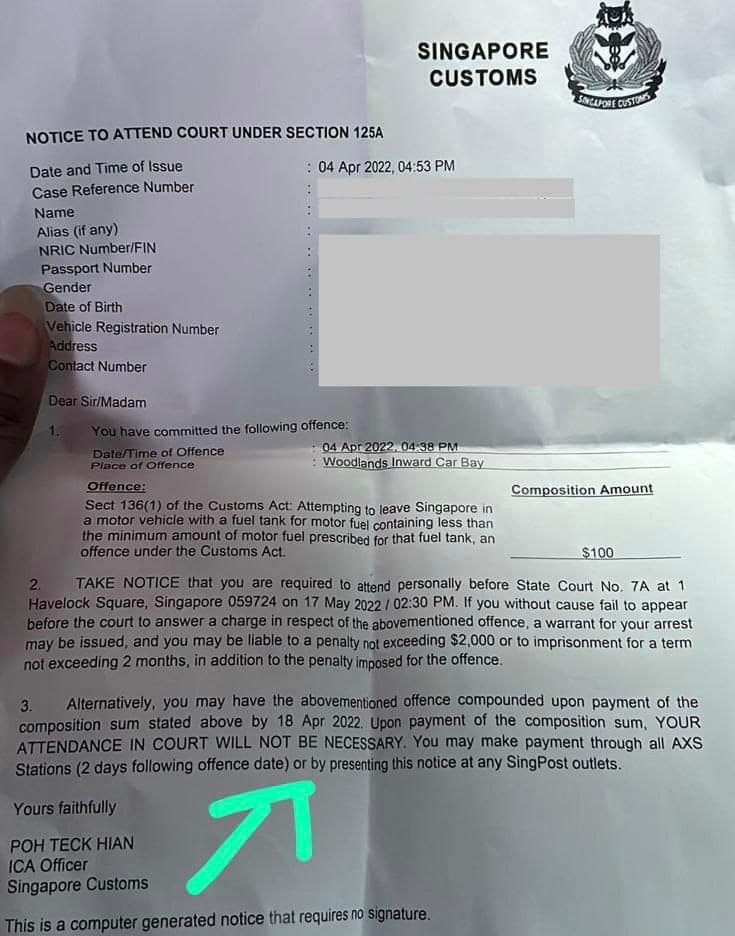 SINGAPORE
CUSTOMS
SINGAPORE CUSTOMS
NOTICE TO ATTEND COURT UNDER SECTION 125A
Date and Time of Issue : 04 Apr 2022, 04:53 PM
Case Reference Number :
Name :
Alias (if any) :
NRIC Number/FIN :
Passport Number :
Gender :
Date of Birth :
Vehicle Registration Number :
Address :
Contact Number :
Dear Sir/Madam
1. You have committed the following offence:
Date/Time of Offence : 04 Apr 2022, 04:38 PM
Place of Offence : Woodlands Inward Car Bay
Offence: Composition Amount
Sect 136(1) of the Customs Act: Attempting to leave Singapore in
a motor vehicle with a fuel tank for motor fuel containing less than
the minimum amount of motor fuel prescribed for that fuel tank, an
offence under the Customs Act. $100
2. TAKE NOTICE that you are required to attend personally before State Court No. 7A at 1
Havelock Square, Singapore 059724 on 17 May 2022 / 02:30 PM. If you without cause fail to appear
before the court to answer a charge in respect of the abovementioned offence, a warrant for your arrest
may be issued, and you may be liable to a penalty not exceeding $2,000 or to imprisonment for a term
not exceeding 2 months, in addition to the penalty imposed for the offence.
3. Alternatively, you may have the abovementioned offence compounded upon payment of the
composition sum stated above by 18 Apr 2022. Upon payment of the composition sum, YOUR
ATTENDANCE IN COURT WILL NOT BE NECESSARY. You may make payment through all AXS
Stations (2 days following offence date) or by presenting this notice at any SingPost outlets.
Yours faithfully
POH TECK HIAN
ICA Officer
Singapore Customs
This is a computer generated notice that requires no signature.